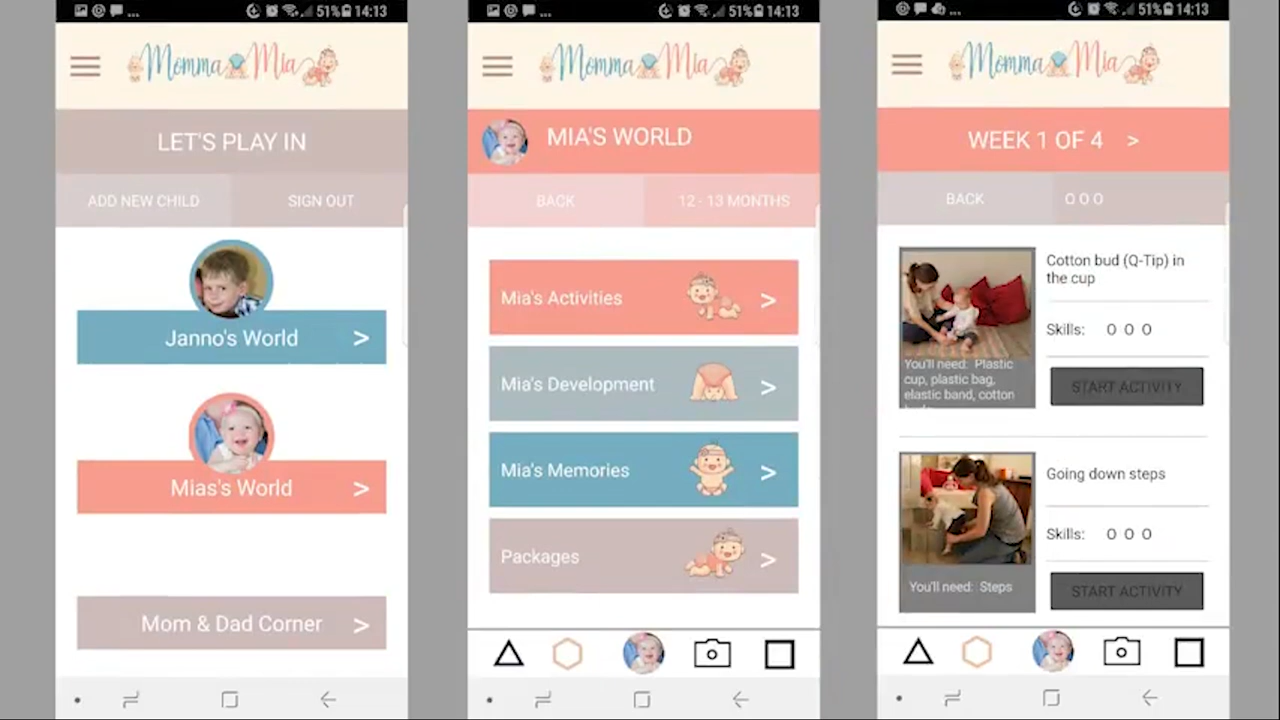 51% 14:13
Momma Mia
LET'S PLAY IN
ADD NEW CHILD SIGN OUT
Janno's World >
Mias's World >
Mom & Dad Corner >
51% 14:13
Momma Mia
MIA'S WORLD
BACK 12 - 13 MONTHS
Mia's Activities >
Mia's Development >
Mia's Memories >
Packages >
51% 14:13
Momma Mia
WEEK 1 OF 4 >
BACK O O O
Cotton bud (Q-Tip) in
the cup
Skills: O O O
You'll need: Plastic
cup, plastic bag,
elastic band, cotton
START ACTIVITY
Going down steps
Skills: O O O
You'll need: Steps
START ACTIVITY